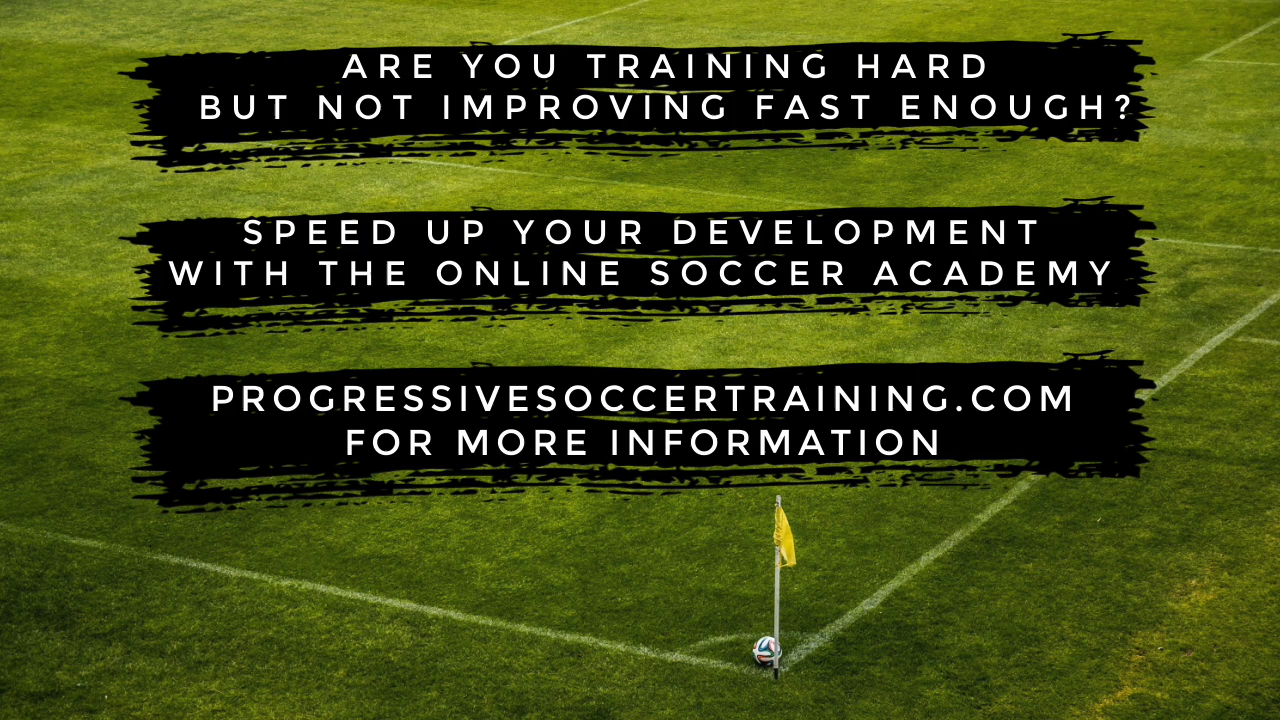 ARE YOU TRAINING HARD
BUT NOT IMPROVING FAST ENOUGH?
SPEED UP YOUR DEVELOPMENT
WITH THE ONLINE SOCCER ACADEMY
PROGRESSIVESOCCERTRAINING.COM
FOR MORE INFORMATION